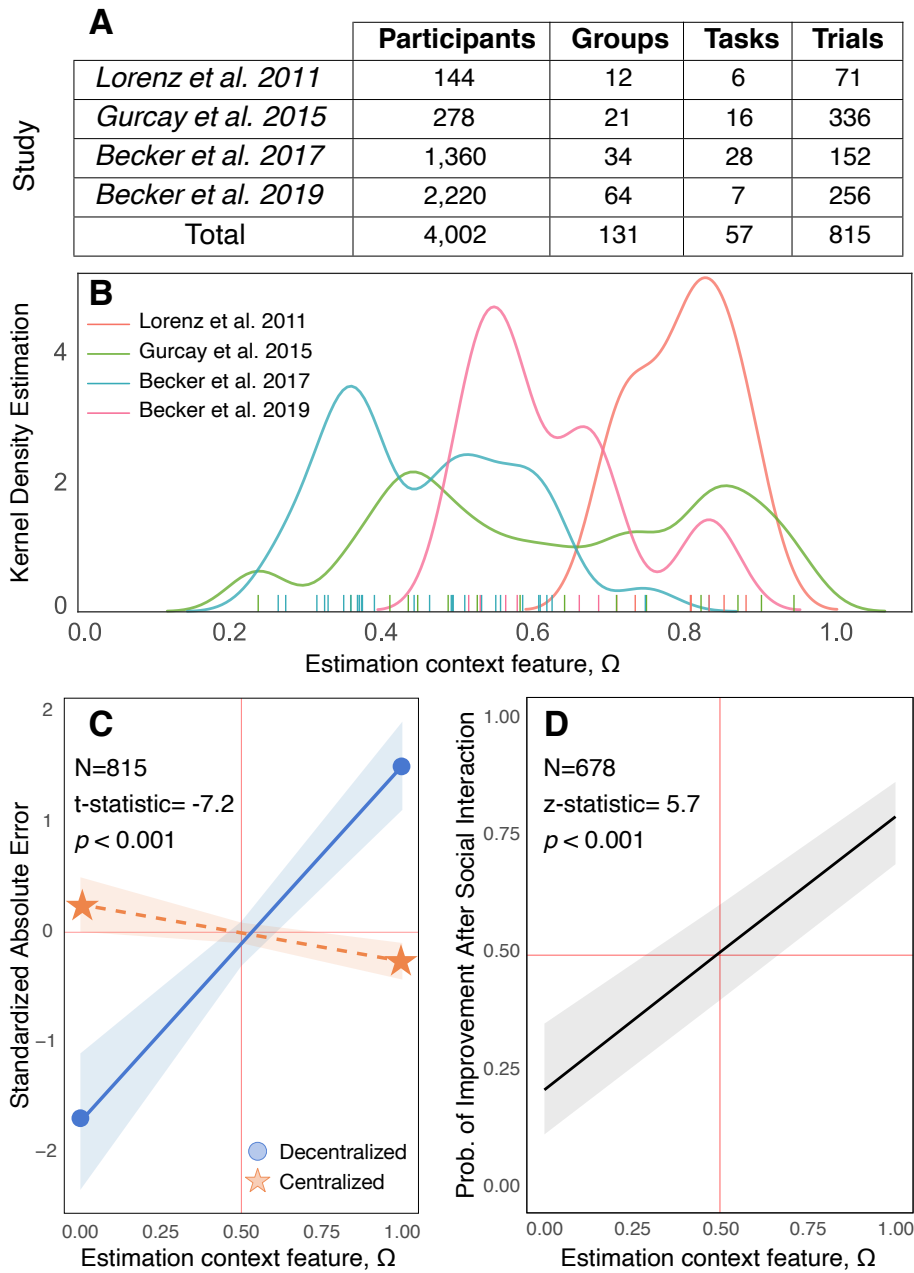 A
Participants Groups Tasks Trials
Study
Lorenz et al. 2011 144 12 6 71
Gurcay et al. 2015 278 21 16 336
Becker et al. 2017 1,360 34 28 152
Becker et al. 2019 2,220 64 7 256
Total 4,002 131 57 815
B
Kernel Density Estimation
Lorenz et al. 2011
Gurcay et al. 2015
Becker et al. 2017
Becker et al. 2019
4
2
0
0.0 0.2 0.4 0.6 0.8 1.0
Estimation context feature, Ω
C
N=815
t-statistic= -7.2
p < 0.001
Standardized Absolute Error
2
1
0
−1
−2
Decentralized
Centralized
0.00 0.25 0.50 0.75 1.00
Estimation context feature, Ω
D
N=678
z-statistic= 5.7
p < 0.001
Prob. of Improvement After Social Interaction
1.00
0.75
0.50
0.25
0.00
0.00 0.25 0.50 0.75 1.00
Estimation context feature, Ω